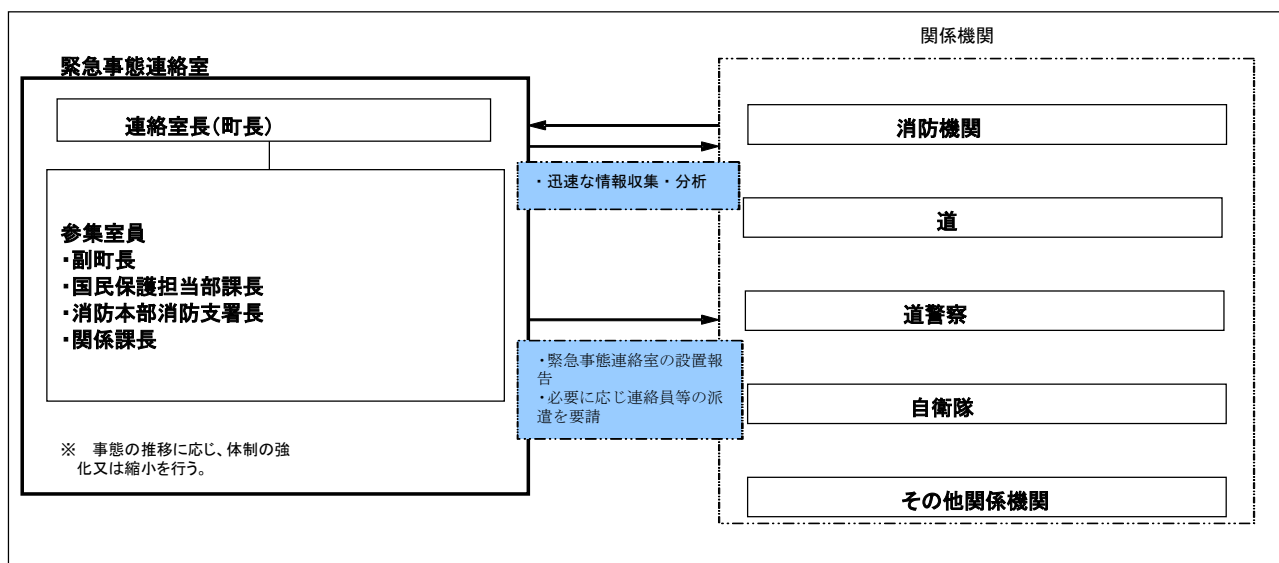 関係機関
緊急事態連絡室
連絡室長(町長)
参集室員
・副町長
・国民保護担当部課長
・消防本部消防支署長
・関係課長
※　事態の推移に応じ、体制の強
化又は縮小を行う。
・迅速な情報収集・分析
・緊急事態連絡室の設置報
告
・必要に応じ連絡員等の派
遣を要請
消防機関
道
道警察
自衛隊
その他関係機関